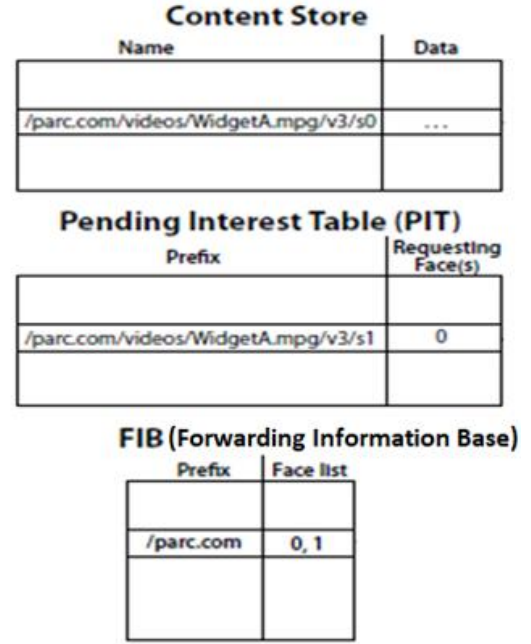 Content Store
Name Data
/parc.com/videos/WidgetA.mpg/v3/s0 ...
Pending Interest Table (PIT)
Prefix Requesting Face(s)
/parc.com/videos/WidgetA.mpg/v3/s1 0
FIB (Forwarding Information Base)
Prefix Face list
/parc.com 0, 1